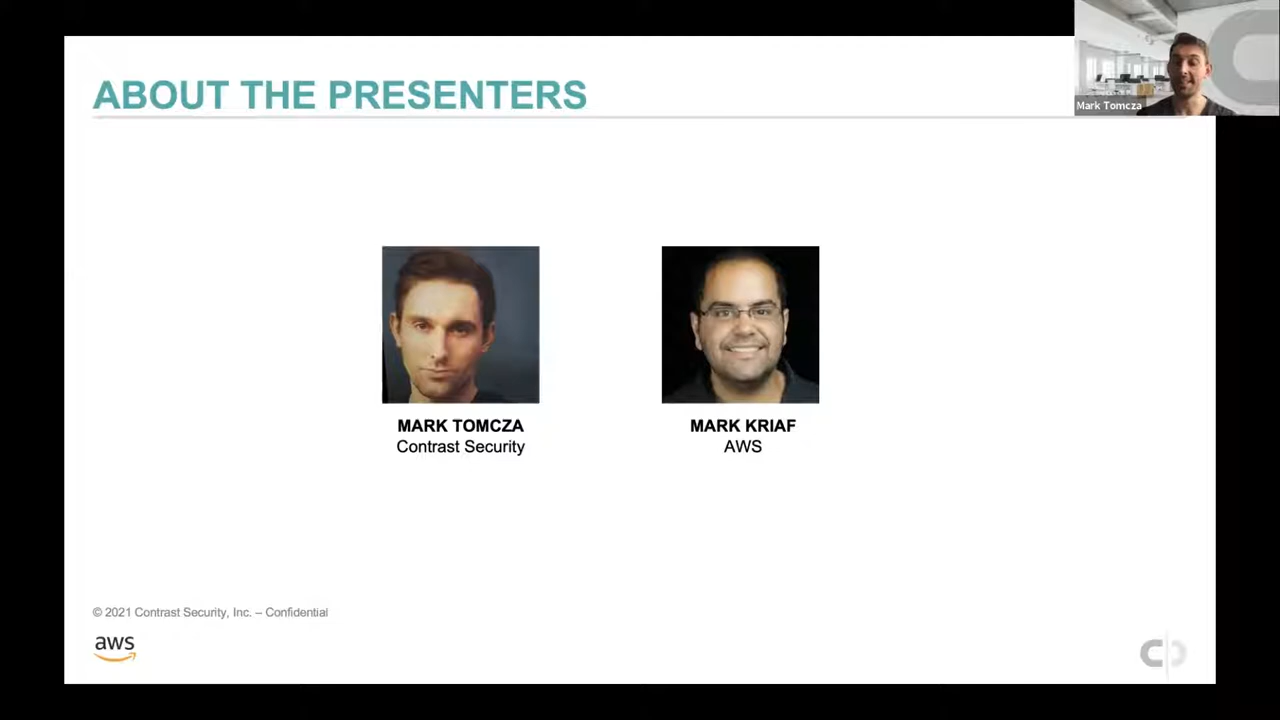 ABOUT THE PRESENTERS
Mark Tomcza
MARK TOMCZA
Contrast Security
MARK KRIAF
AWS
© 2021 Contrast Security, Inc. – Confidential
aws